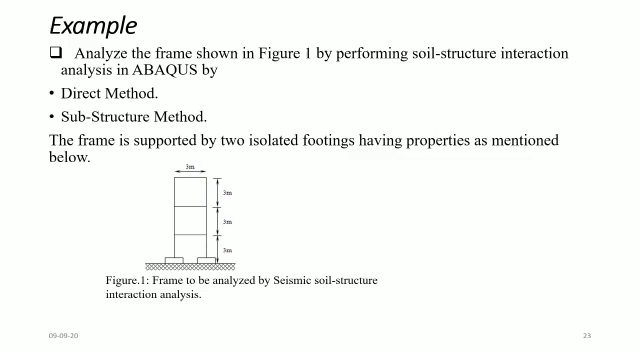 Example
❑ Analyze the frame shown in Figure 1 by performing soil-structure interaction
analysis in ABAQUS by
• Direct Method.
• Sub-Structure Method.
The frame is supported by two isolated footings having properties as mentioned
below.
3m
3m
3m
3m
Figure.1: Frame to be analyzed by Seismic soil-structure
interaction analysis.
09-09-20
23